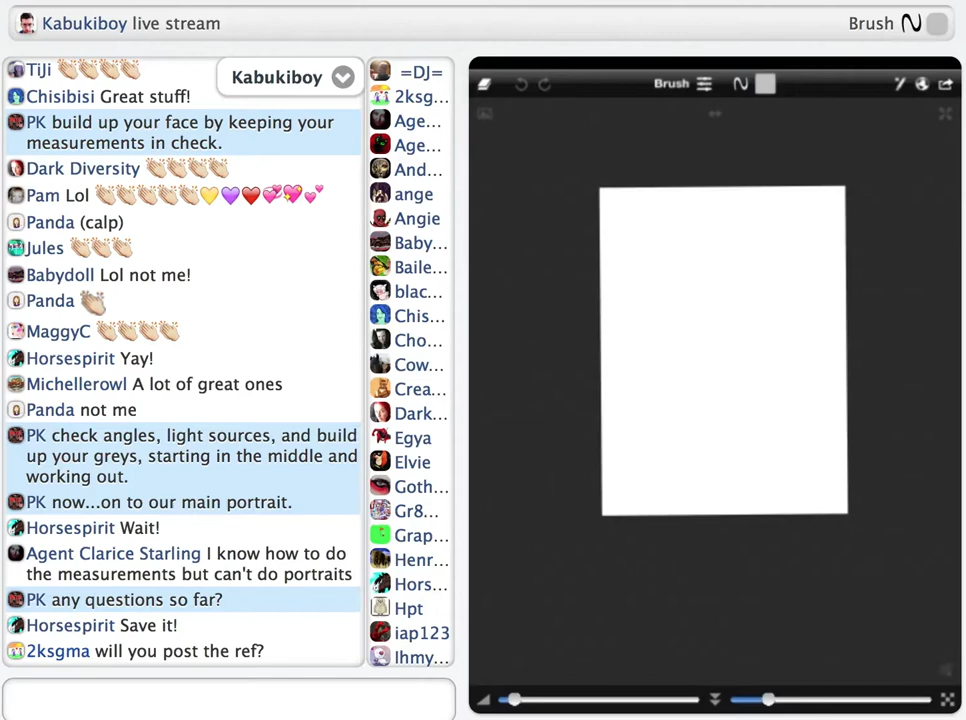 Kabukiboy live stream
Brush
Kabukiboy
TiJi 👏🏻👏🏻👏🏻👏🏻
Chisibisi Great stuff!
PK build up your face by keeping your
measurements in check.
Dark Diversity 👏🏻👏🏻👏🏻👏🏻
Pam Lol 👏🏻👏🏻👏🏻👏🏻👏🏻💛💜❤️💞💖💕
Panda (calp)
Jules 👏🏻👏🏻👏🏻
Babydoll Lol not me!
Panda 👏🏻
MaggyC 👏🏻👏🏻👏🏻👏🏻
Horsespirit Yay!
Michellerowl A lot of great ones
Panda not me
PK check angles, light sources, and build
up your greys, starting in the middle and
working out.
PK now...on to our main portrait.
Horsespirit Wait!
Agent Clarice Starling I know how to do
the measurements but can't do portraits
PK any questions so far?
Horsespirit Save it!
2ksgma will you post the ref?
=DJ=
2ksg...
Age...
Age...
And...
ange
Angie
Baby...
Baile...
blac...
Chis...
Cho...
Cow...
Crea...
Dark...
Egya
Elvie
Goth...
Gr8...
Grap...
Henr...
Hors...
Hpt
iap123
Ihmy...
Brush